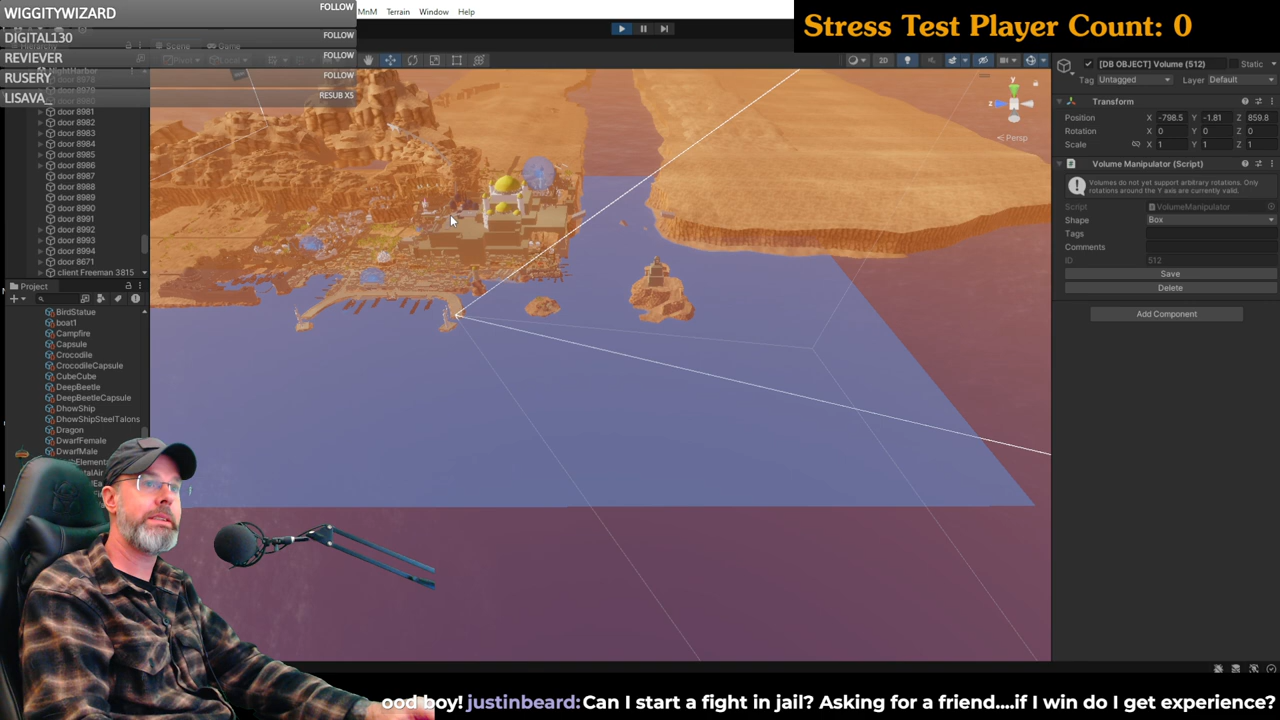 WIGGITYWIZARD FOLLOW
DIGITAL130 FOLLOW
REVIEVER FOLLOW
RUSERY FOLLOW
LISAVA_ RESUB X5
MnM Terrain Window Help
Stress Test Player Count: 0
Scene Game
2D
door 8981
door 8982
door 8983
door 8984
door 8985
door 8986
door 8987
door 8988
door 8989
door 8990
door 8991
door 8992
door 8993
door 8994
door 8671
client Freeman 3815
Project
BirdStatue
boat1
Campfire
Capsule
Crocodile
CrocodileCapsule
CubeCube
DeepBeetle
DeepBeetleCapsule
DhowShip
DhowShipSteelTalons
Dragon
DwarfFemale
DwarfMale
y
z
Persp
[DB OBJECT] Volume (512) Static
Tag Untagged Layer Default
Transform
Position X -798.5 Y -1.81 Z 859.8
Rotation X 0 Y 0 Z 0
Scale X 1 Y 1 Z 1
Volume Manipulator (Script)
Volumes do not yet support arbitrary rotations. Only
rotations around the Y axis are currently valid.
Script VolumeManipulator
Shape Box
Tags
Comments
ID 512
Save
Delete
Add Component
ood boy! justinbeard: Can I start a fight in jail? Asking for a friend....if I win do I get experience?